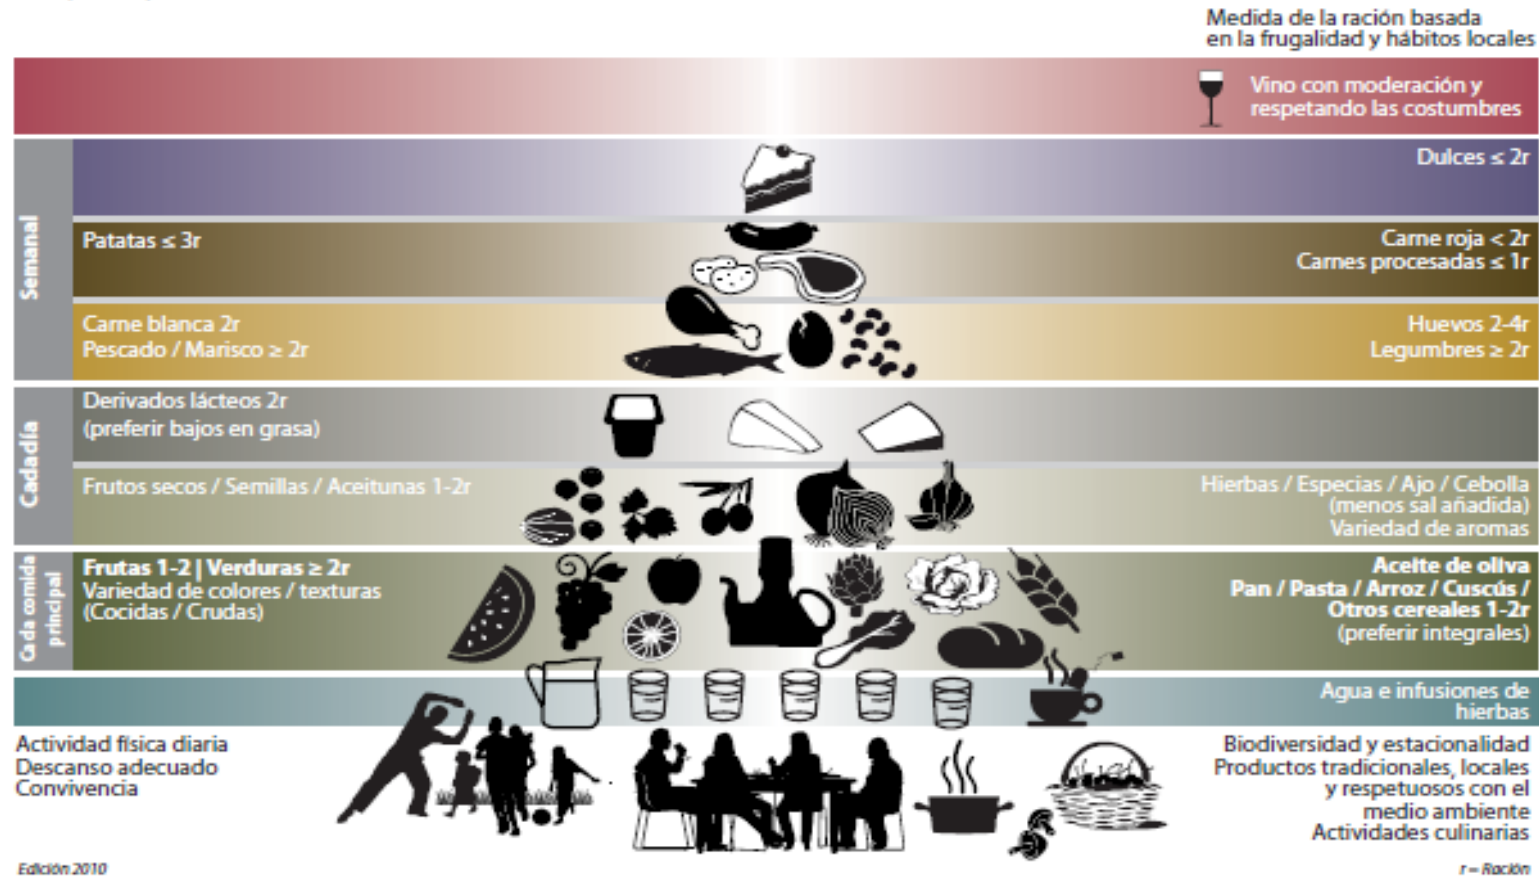 Medida de la ración basada
en la frugalidad y hábitos locales
Vino con moderación y
respetando las costumbres
Semanal
Dulces ≤ 2r
Patatas ≤ 3r
Carne roja < 2r
Carnes procesadas ≤ 1r
Carne blanca 2r
Pescado / Marisco ≥ 2r
Huevos 2-4r
Legumbres ≥ 2r
Cadadía
Derivados lácteos 2r
(preferir bajos en grasa)
Frutos secos / Semillas / Aceitunas 1-2r
Hierbas / Especias / Ajo / Cebolla
(menos sal añadida)
Variedad de aromas
Cada comida
principal
Frutas 1-2 | Verduras ≥ 2r
Variedad de colores / texturas
(Cocidas / Crudas)
Aceite de oliva
Pan / Pasta / Arroz / Cuscús /
Otros cereales 1-2r
(preferir integrales)
Agua e infusiones de
hierbas
Actividad física diaria
Descanso adecuado
Convivencia
Biodiversidad y estacionalidad
Productos tradicionales, locales
y respetuosos con el
medio ambiente
Actividades culinarias
Edición 2010
r = Ración